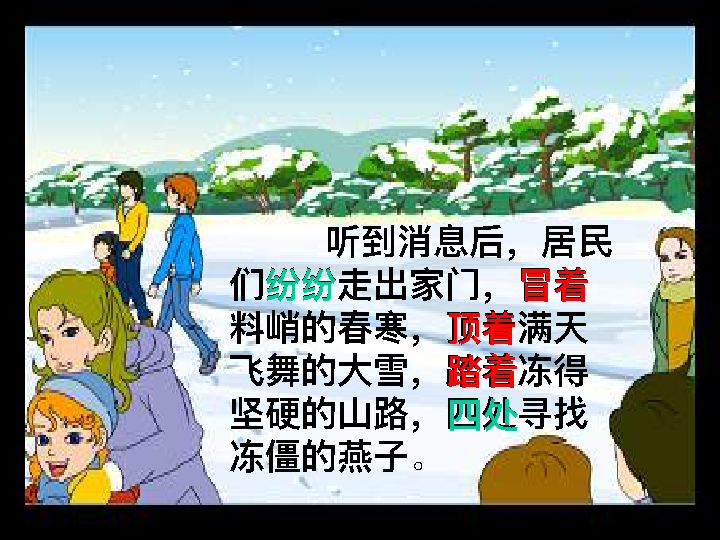 听到消息后，居民
们纷纷走出家门，冒着
料峭的春寒，顶着满天
飞舞的大雪，踏着冻得
坚硬的山路，四处寻找
冻僵的燕子。